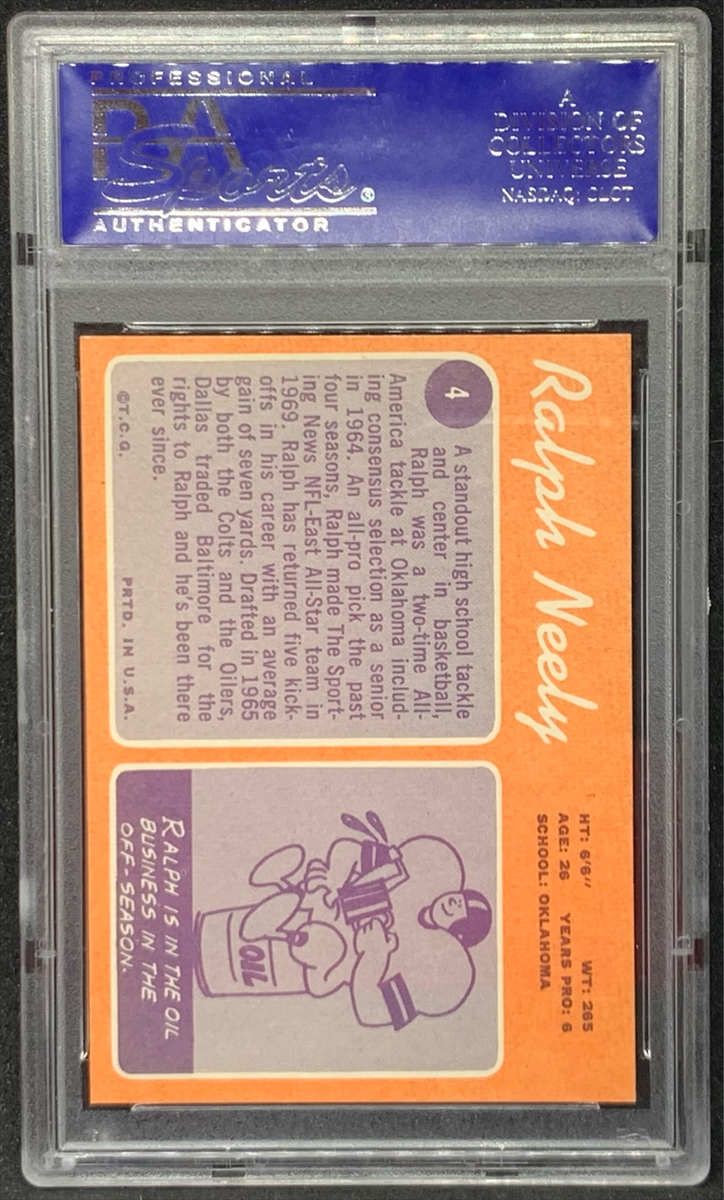 PROFESSIONAL
PSA
Sports®
AUTHENTICATOR
A
DIVISION OF
COLLECTORS
UNIVERSE
NASDAQ: CLCT
Ralph Neely
HT: 6'6" WT: 265
AGE: 26 YEARS PRO: 6
SCHOOL: OKLAHOMA
4
A standout high school tackle
and center in basketball,
Ralph was a two-time All-
America tackle at Oklahoma includ-
ing consensus selection as a senior
in 1964. An all-pro pick the past
four seasons, Ralph made The Sport-
ing News NFL-East All-Star team in
1969. Ralph has returned five kick-
offs in his career with an average
gain of seven yards. Drafted in 1965
by both the Colts and the Oilers,
Dallas traded Baltimore for the
rights to Ralph and he's been there
ever since.
©T.C.G. PRTD. IN U.S.A.
OIL
RALPH IS IN THE OIL
BUSINESS IN THE
OFF-SEASON.